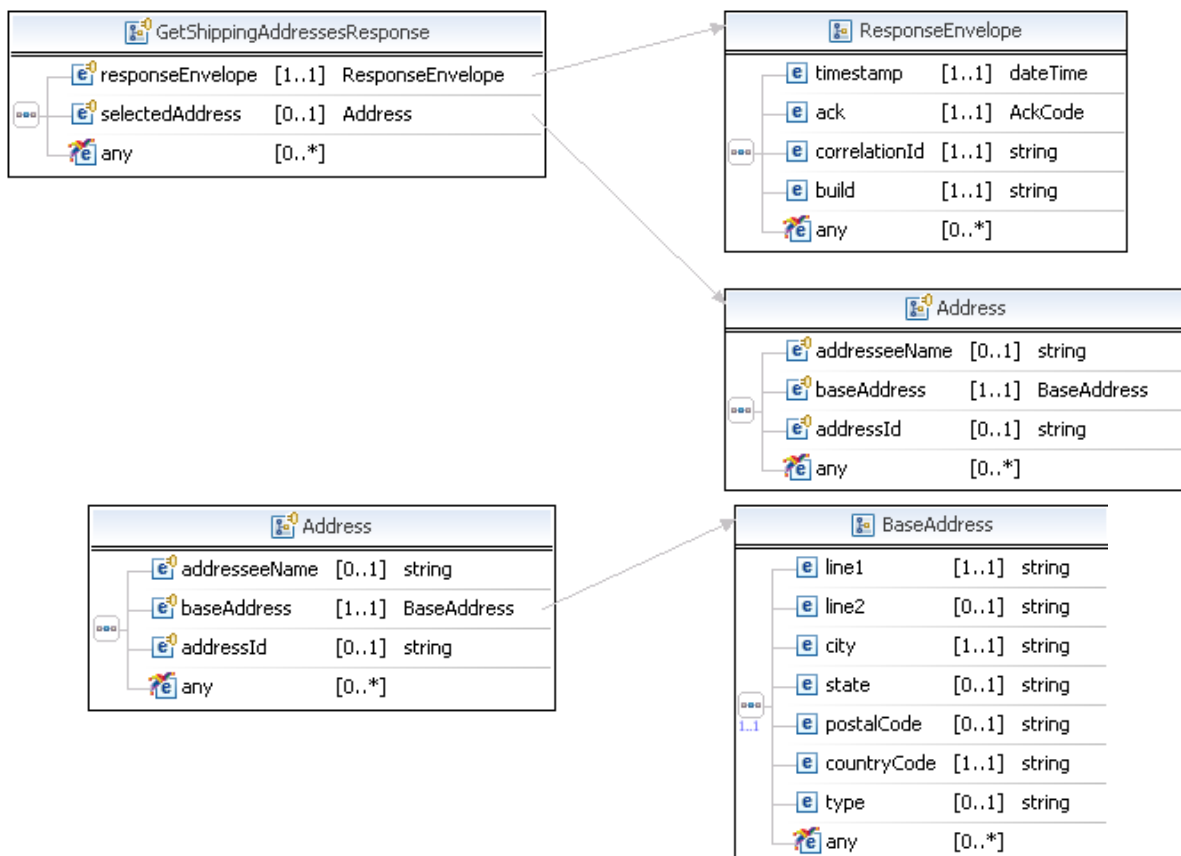 GetShippingAddressesResponse
responseEnvelope [1..1] ResponseEnvelope
selectedAddress [0..1] Address
any [0..*]
ResponseEnvelope
timestamp [1..1] dateTime
ack [1..1] AckCode
correlationId [1..1] string
build [1..1] string
any [0..*]
Address
addresseeName [0..1] string
baseAddress [1..1] BaseAddress
addressId [0..1] string
any [0..*]
Address
addresseeName [0..1] string
baseAddress [1..1] BaseAddress
addressId [0..1] string
any [0..*]
BaseAddress
line1 [1..1] string
line2 [0..1] string
city [1..1] string
state [0..1] string
1..1
postalCode [0..1] string
countryCode [1..1] string
type [0..1] string
any [0..*]